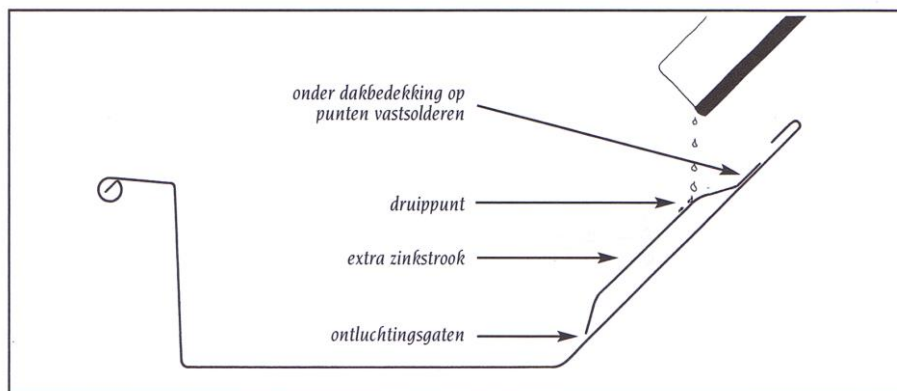 onder dakbedekking op
punten vastsolderen
druippunt
extra zinkstrook
ontluchtingsgaten